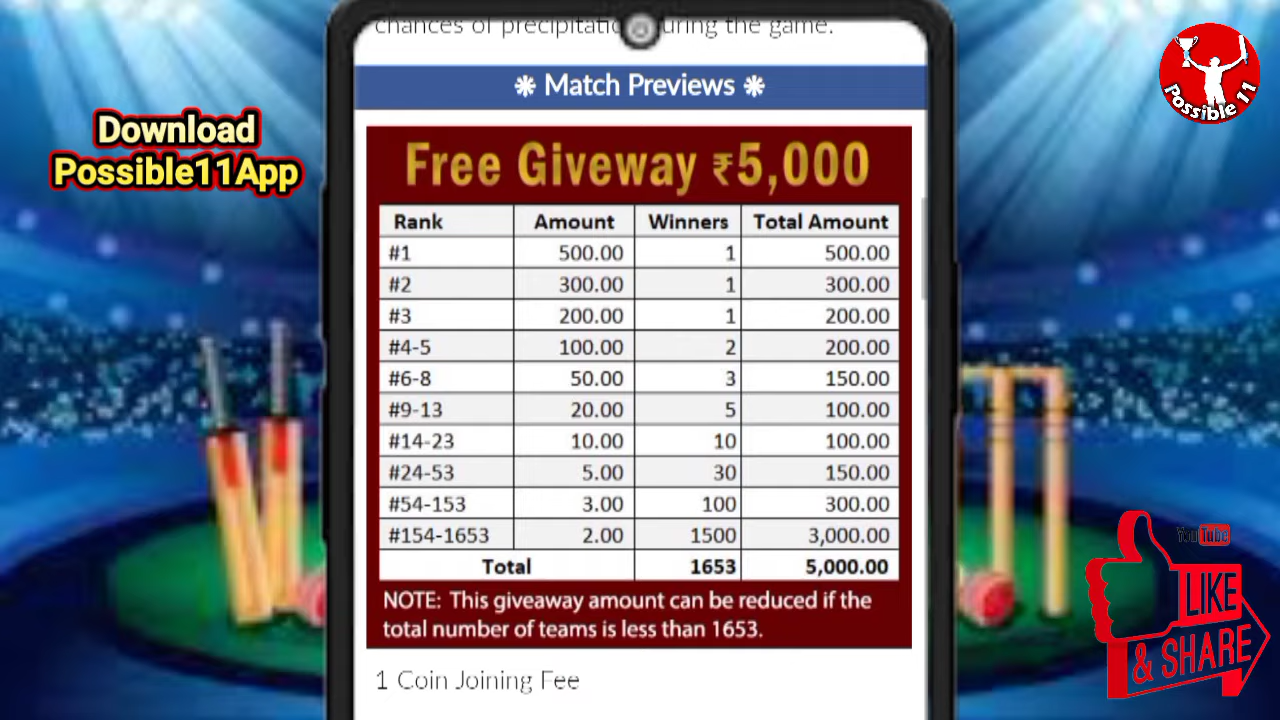 chances of precipitation during the game.
❋ Match Previews ❋
Download
Possible11App
Possible 11
Free Giveway ₹5,000
Rank Amount Winners Total Amount
#1 500.00 1 500.00
#2 300.00 1 300.00
#3 200.00 1 200.00
#4-5 100.00 2 200.00
#6-8 50.00 3 150.00
#9-13 20.00 5 100.00
#14-23 10.00 10 100.00
#24-53 5.00 30 150.00
#54-153 3.00 100 300.00
#154-1653 2.00 1500 3,000.00
Total 1653 5,000.00
NOTE: This giveaway amount can be reduced if the
total number of teams is less than 1653.
1 Coin Joining Fee
YouTube
LIKE
& SHARE